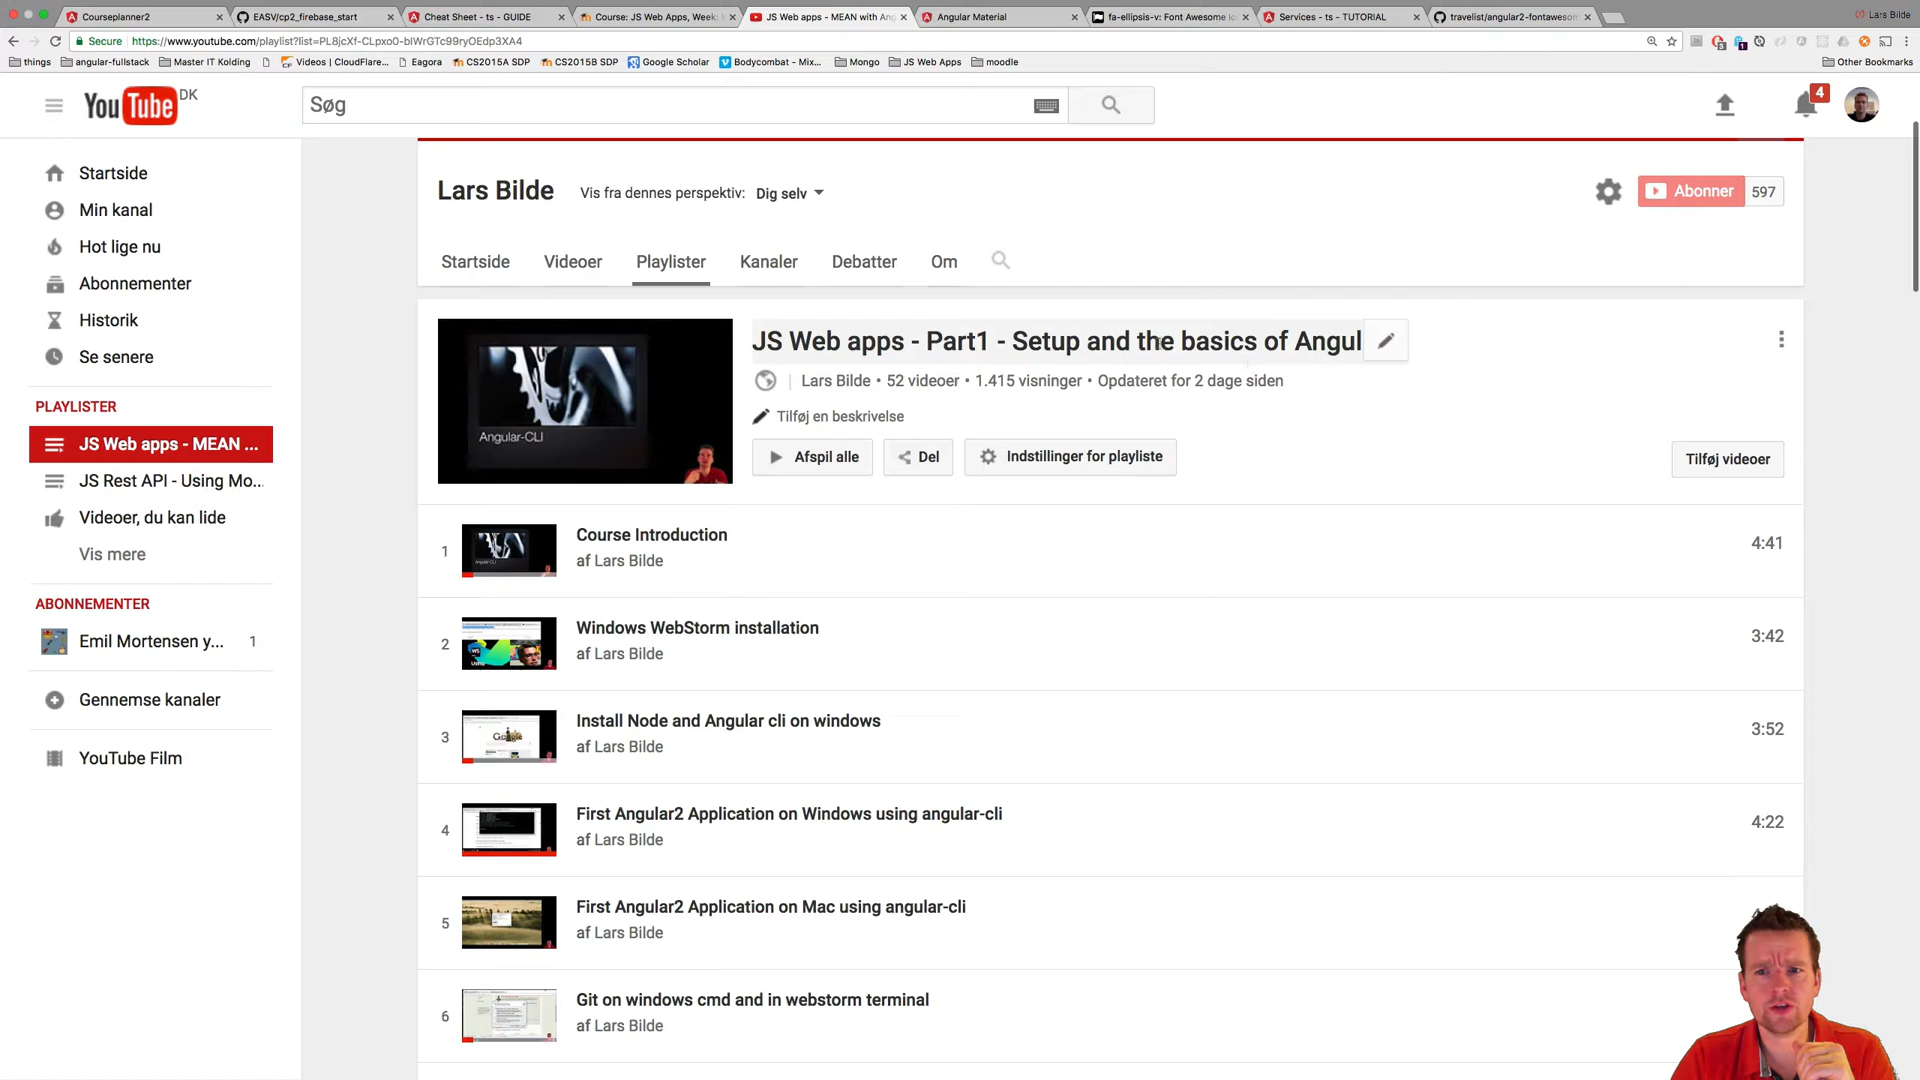 Courseplanner2
EASV/cp2_firebase_start
Cheat Sheet - ts - GUIDE
Course: JS Web Apps, Week:
JS Web apps - MEAN with Ang
Angular Material
fa-ellipsis-v: Font Awesome Ico
Services - ts - TUTORIAL
travelist/angular2-fontawesom
Lars Bilde
Secure
https://www.youtube.com/playlist?list=PL8jcXf-CLpxo0-blWrGTc99ryOEdp3XA4
things
angular-fullstack
Master IT Kolding
Videos | CloudFlare...
Eagora
CS2015A SDP
CS2015B SDP
Google Scholar
Bodycombat - Mix...
Mongo
JS Web Apps
moodle
Other Bookmarks
YouTube DK
Søg
4
Startside
Min kanal
Hot lige nu
Abonnementer
Historik
Se senere
PLAYLISTER
JS Web apps - MEAN ...
JS Rest API - Using Mo...
Videoer, du kan lide
Vis mere
ABONNEMENTER
Emil Mortensen y... 1
Gennemse kanaler
YouTube Film
Lars Bilde
Vis fra dennes perspektiv: Dig selv
Abonner 597
Startside
Videoer
Playlister
Kanaler
Debatter
Om
Angular-CLI
JS Web apps - Part1 - Setup and the basics of Angul
Lars Bilde • 52 videoer • 1.415 visninger • Opdateret for 2 dage siden
Tilføj en beskrivelse
Afspil alle
Del
Indstillinger for playliste
Tilføj videoer
1
Course Introduction
af Lars Bilde
4:41
2
Windows WebStorm installation
af Lars Bilde
3:42
3
Install Node and Angular cli on windows
af Lars Bilde
3:52
4
First Angular2 Application on Windows using angular-cli
af Lars Bilde
4:22
5
First Angular2 Application on Mac using angular-cli
af Lars Bilde
6
Git on windows cmd and in webstorm terminal
af Lars Bilde